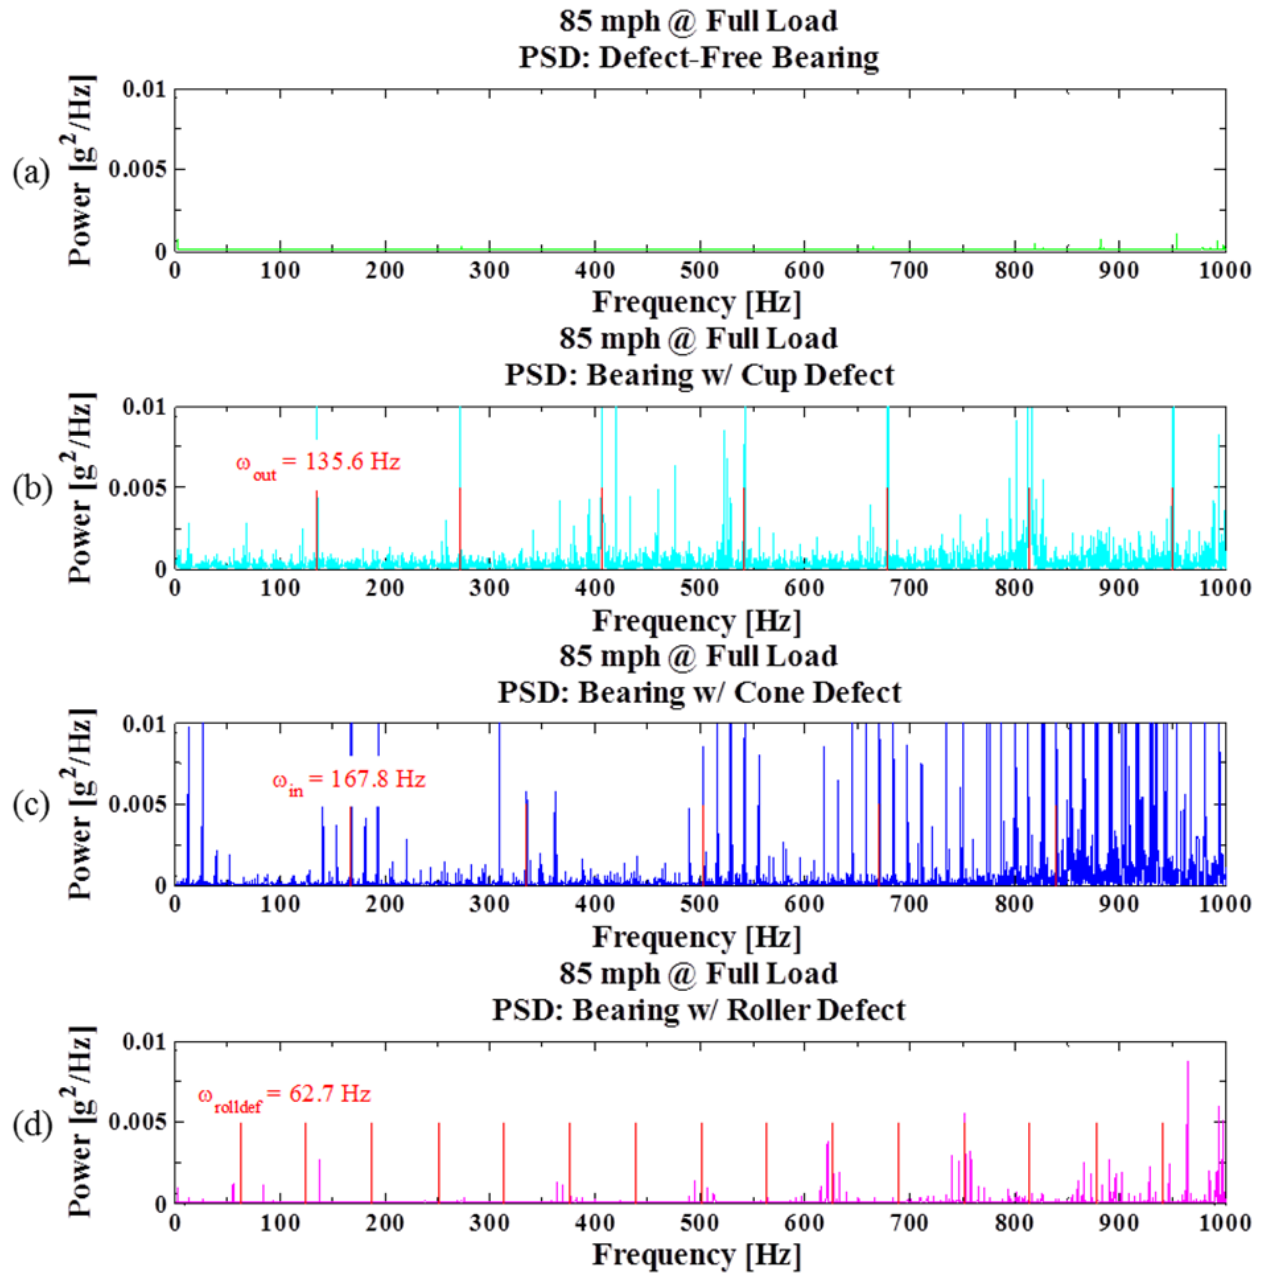 85 mph @ Full Load
PSD: Defect-Free Bearing
(a)
Power [g²/Hz]
0.01
0.005
0
0 100 200 300 400 500 600 700 800 900 1000
Frequency [Hz]
85 mph @ Full Load
PSD: Bearing w/ Cup Defect
(b)
Power [g²/Hz]
0.01
ω_out = 135.6 Hz
0.005
0
0 100 200 300 400 500 600 700 800 900 1000
Frequency [Hz]
85 mph @ Full Load
PSD: Bearing w/ Cone Defect
(c)
Power [g²/Hz]
0.01
ω_in = 167.8 Hz
0.005
0
0 100 200 300 400 500 600 700 800 900 1000
Frequency [Hz]
85 mph @ Full Load
PSD: Bearing w/ Roller Defect
(d)
Power [g²/Hz]
0.01
ω_rolldef = 62.7 Hz
0.005
0
0 100 200 300 400 500 600 700 800 900 1000
Frequency [Hz]